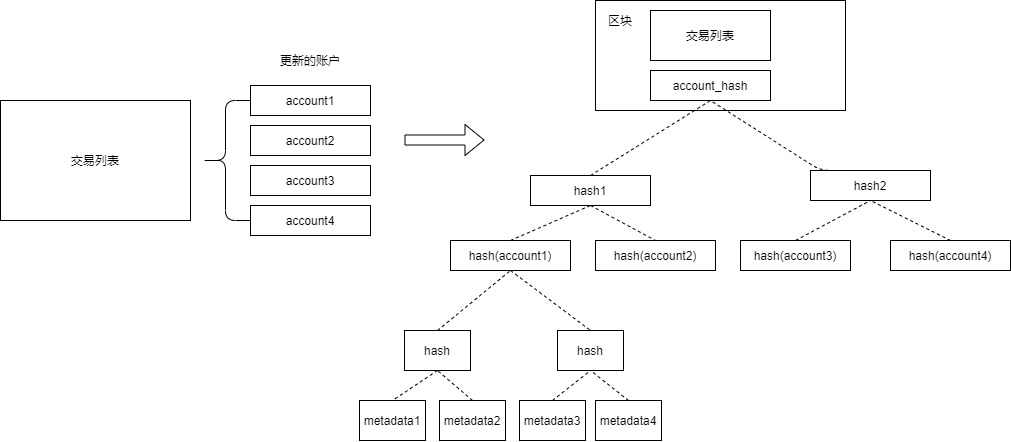 更新的账户
交易列表
account1
account2
account3
account4
区块
交易列表
account_hash
hash1
hash2
hash(account1)
hash(account2)
hash(account3)
hash(account4)
hash
hash
metadata1
metadata2
metadata3
metadata4